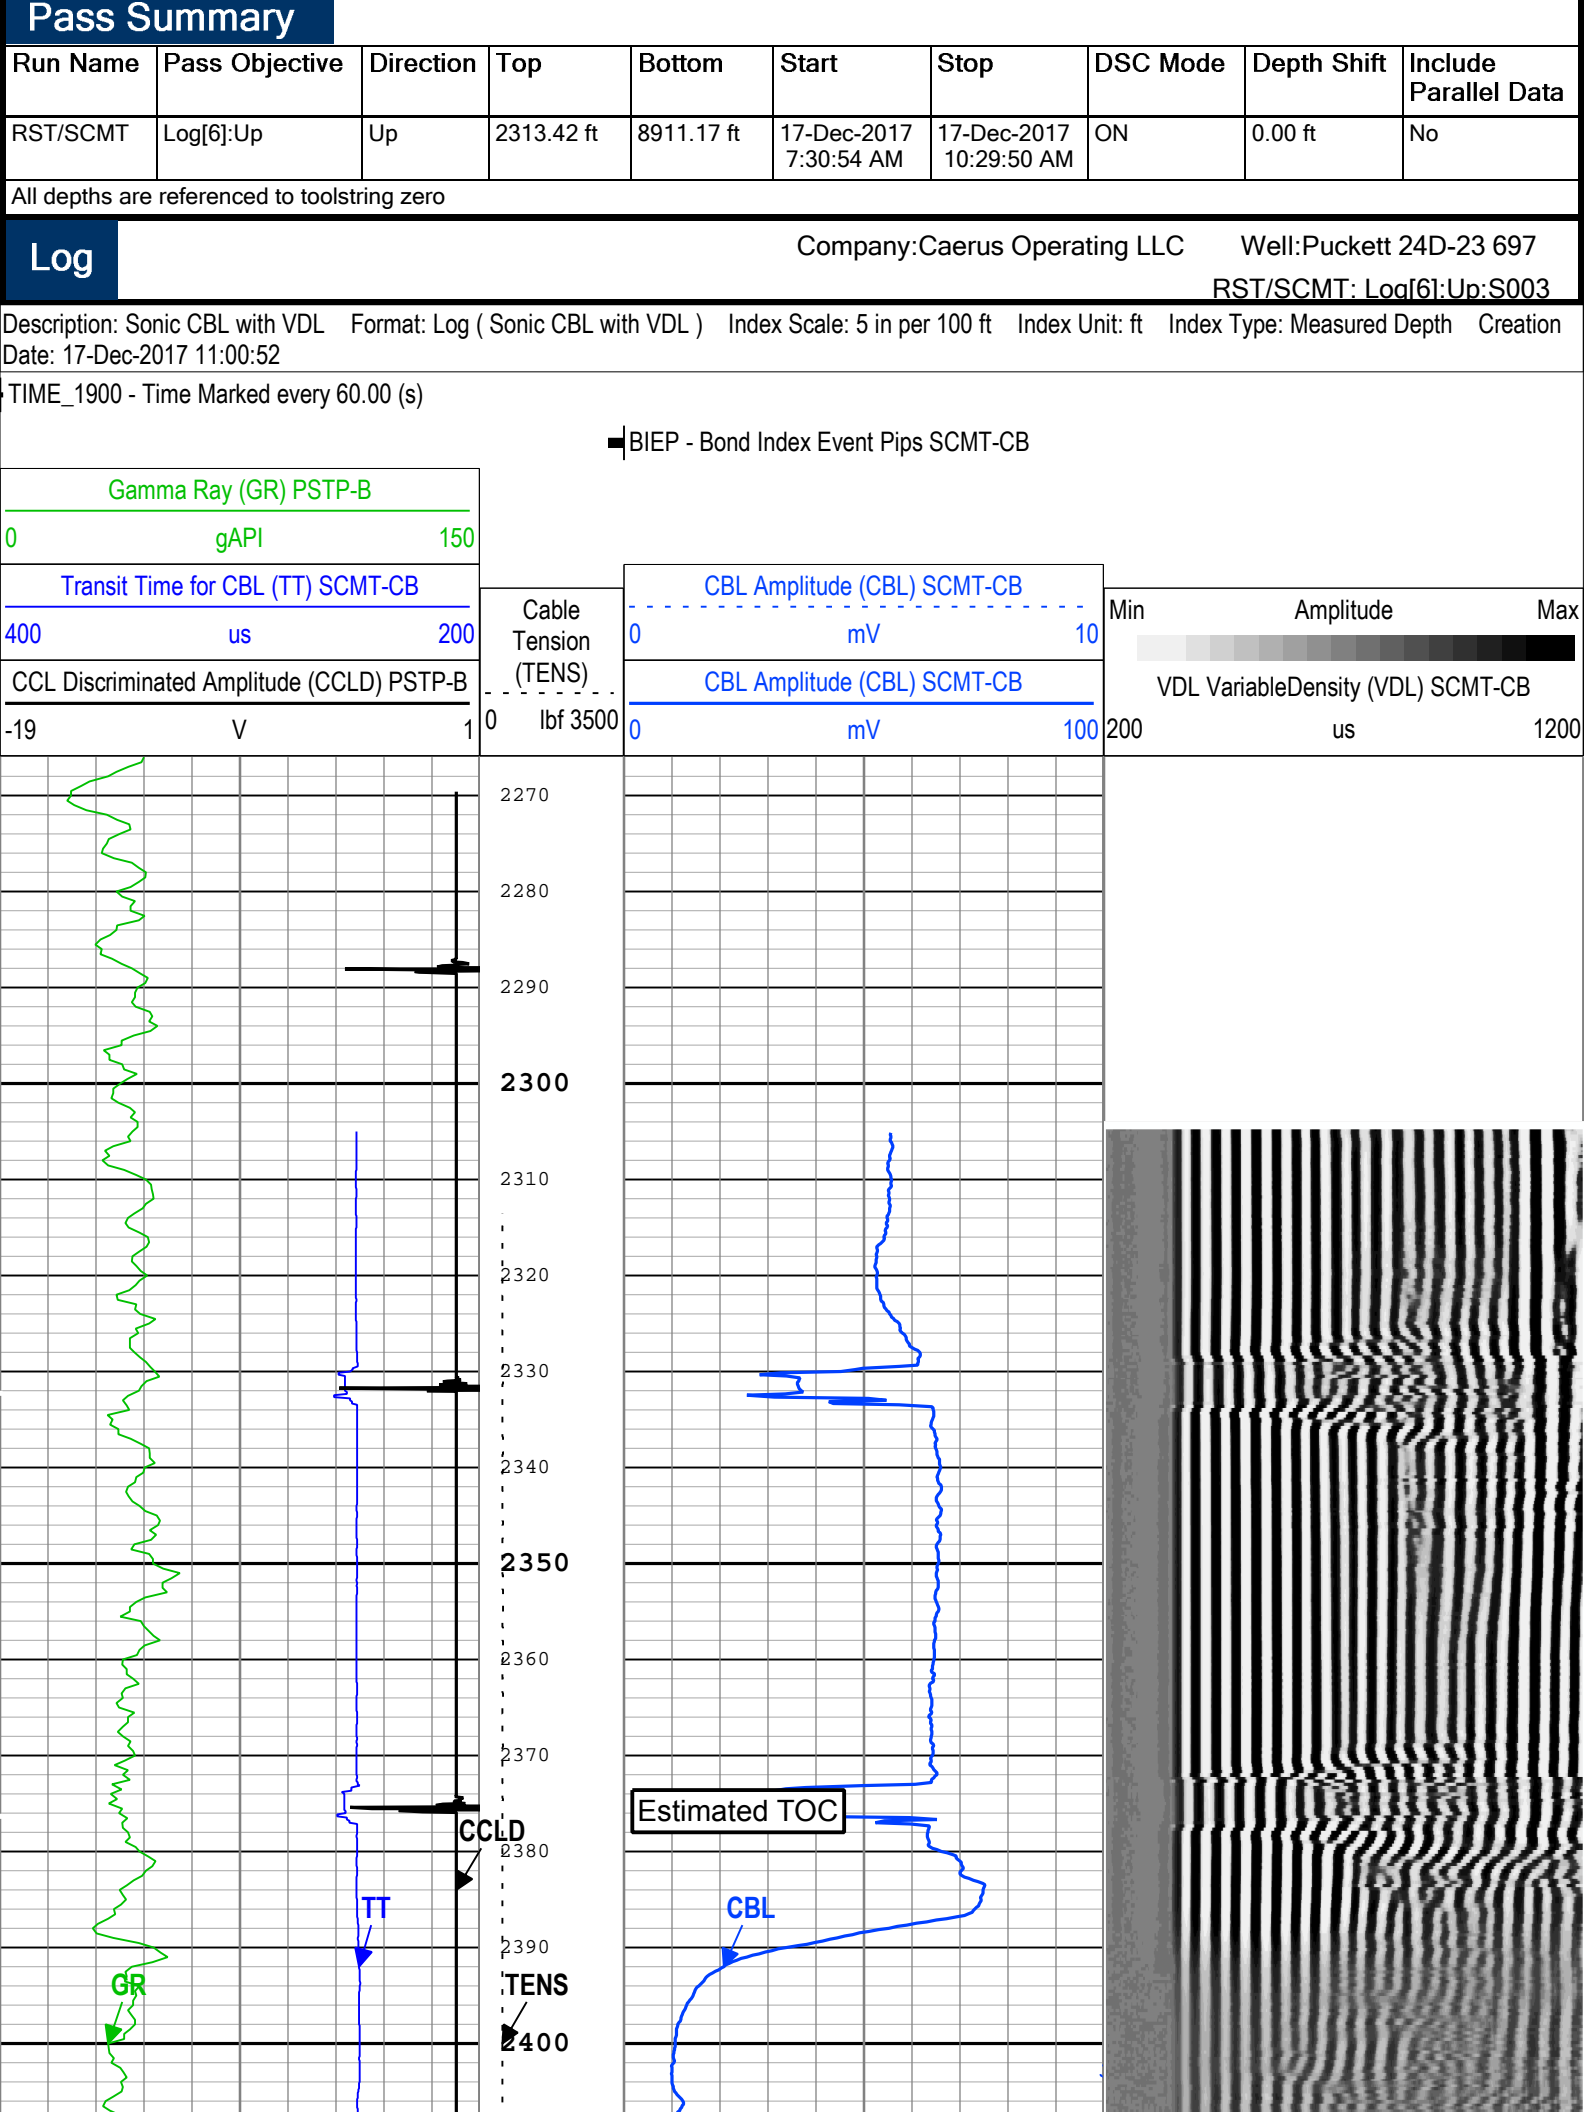 Pass Summary
Run Name Pass Objective Direction Top Bottom Start Stop DSC Mode Depth Shift Include Parallel Data
RST/SCMT Log[6]:Up Up 2313.42 ft 8911.17 ft 17-Dec-2017 7:30:54 AM 17-Dec-2017 10:29:50 AM ON 0.00 ft No
All depths are referenced to toolstring zero
Log
Company:Caerus Operating LLC Well:Puckett 24D-23 697
RST/SCMT: Log[6]:Up:S003
Description: Sonic CBL with VDL Format: Log ( Sonic CBL with VDL ) Index Scale: 5 in per 100 ft Index Unit: ft Index Type: Measured Depth Creation
Date: 17-Dec-2017 11:00:52
TIME_1900 - Time Marked every 60.00 (s)
BIEP - Bond Index Event Pips SCMT-CB
Gamma Ray (GR) PSTP-B
0 gAPI 150
Transit Time for CBL (TT) SCMT-CB
400 us 200
CCL Discriminated Amplitude (CCLD) PSTP-B
-19 V 1
Cable
Tension
(TENS)
0 lbf 3500
CBL Amplitude (CBL) SCMT-CB
0 mV 10
CBL Amplitude (CBL) SCMT-CB
0 mV 100
Min Amplitude Max
VDL VariableDensity (VDL) SCMT-CB
200 us 1200
2270
2280
2290
2300
2310
2320
2330
2340
2350
2360
2370
Estimated TOC
CCLD
2380
TT
CBL
2390
GR
TENS
2400